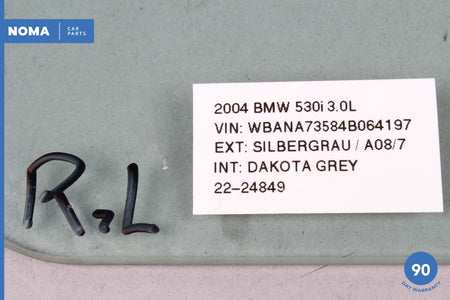 NOMA CAR PARTS
2004 BMW 530i 3.0L
VIN: WBANA73584B064197
EXT: SILBERGRAU / A08/7
INT: DAKOTA GREY
22-24849
R,L
90
DAY WARRANTY